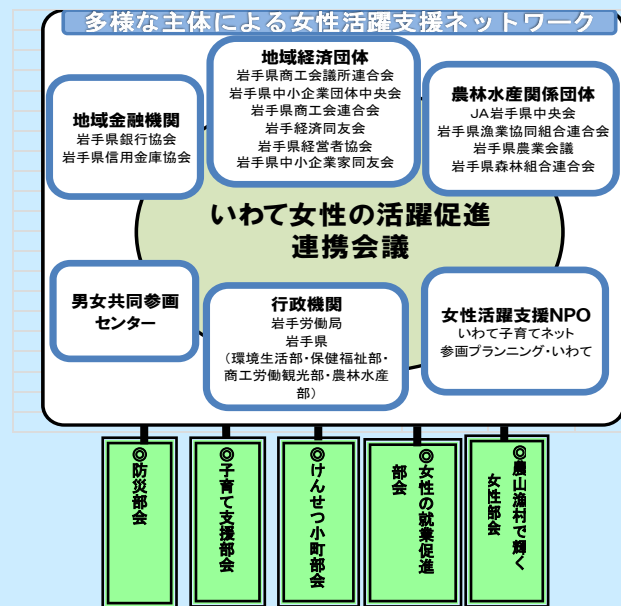 多様な主体による女性活躍支援ネットワーク
地域経済団体
岩手県商工会議所連合会
岩手県中小企業団体中央会
岩手県商工会連合会
岩手経済同友会
岩手県経営者協会
岩手県中小企業家同友会
地域金融機関
岩手県銀行協会
岩手県信用金庫協会
農林水産関係団体
JA岩手県中央会
岩手県漁業協同組合連合会
岩手県農業会議
岩手県森林組合連合会
いわて女性の活躍促進
連携会議
男女共同参画
センター
行政機関
岩手労働局
岩手県
（環境生活部・保健福祉部・
商工労働観光部・農林水産
部）
女性活躍支援NPO
いわて子育てネット
参画プランニング・いわて
◎防災部会
◎子育て支援部会
◎けんせつ小町部会
◎女性の就業促進
部会
◎農山漁村で輝く
女性部会